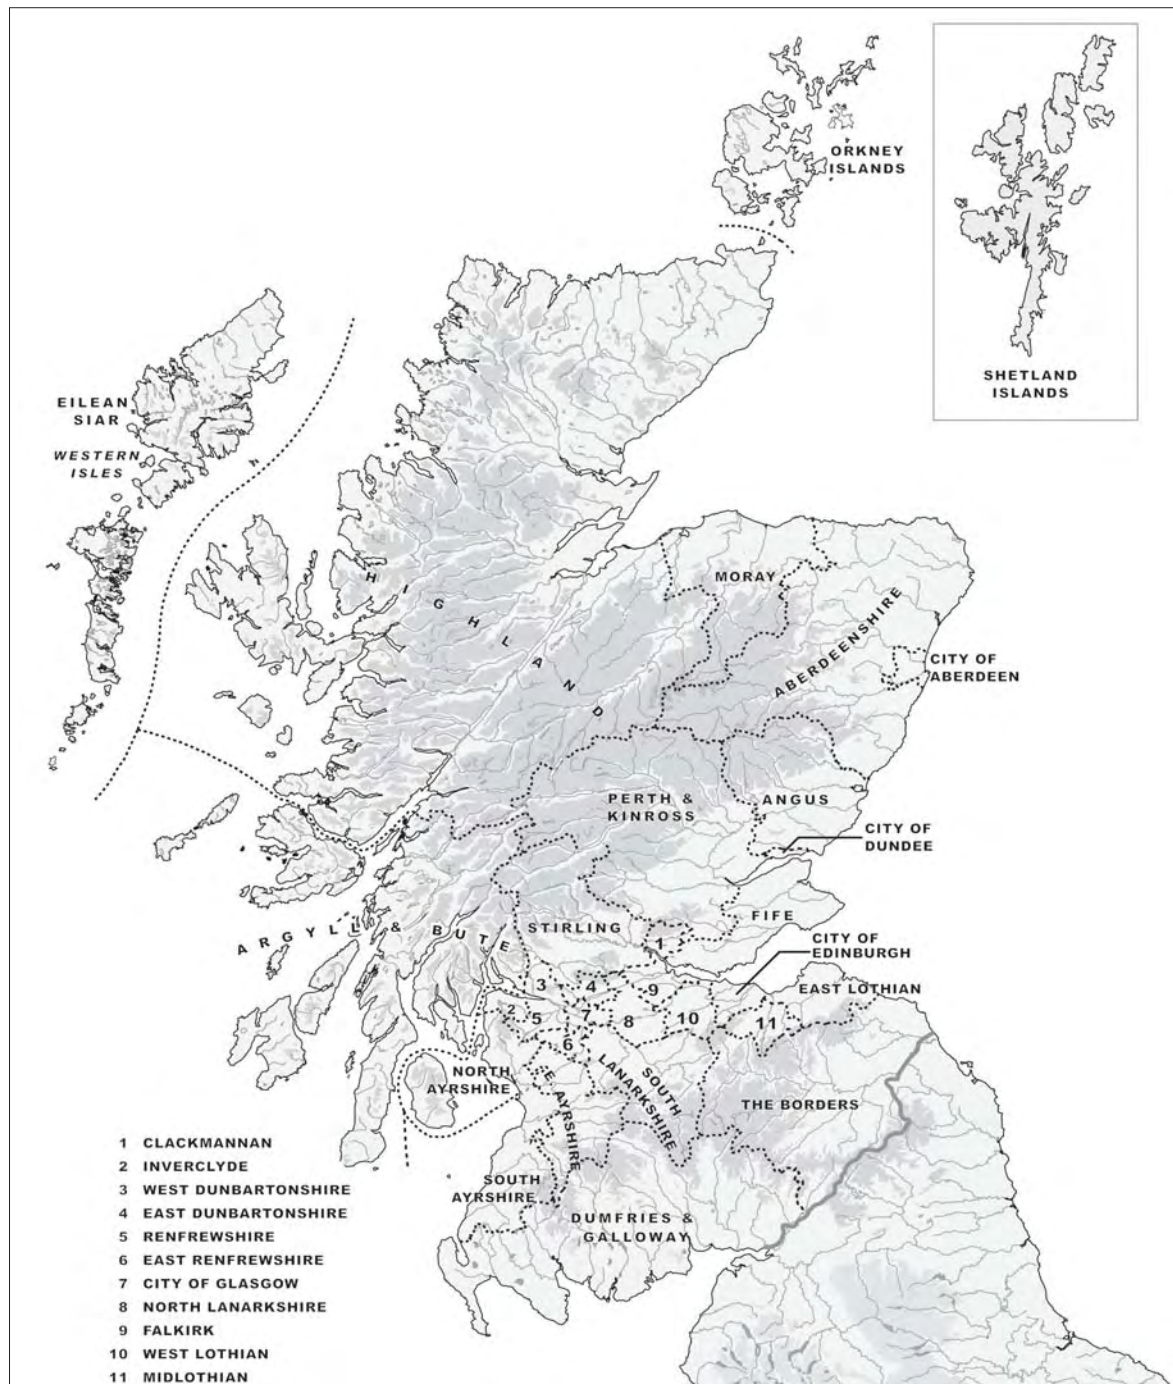 ORKNEY
ISLANDS
SHETLAND
ISLANDS
EILEAN
SIAR
WESTERN
ISLES
HIGHLAND
MORAY
ABERDEENSHIRE
CITY OF
ABERDEEN
PERTH &
KINROSS
ANGUS
CITY OF
DUNDEE
FIFE
STIRLING
ARGYLL & BUTE
1
CITY OF
EDINBURGH
EAST LOTHIAN
3
4
9
2
5
7
8
10
11
6
NORTH
AYRSHIRE
E AYRSHIRE
SOUTH
LANARKSHIRE
THE BORDERS
SOUTH
AYRSHIRE
DUMFRIES &
GALLOWAY
1 CLACKMANNAN
2 INVERCLYDE
3 WEST DUNBARTONSHIRE
4 EAST DUNBARTONSHIRE
5 RENFREWSHIRE
6 EAST RENFREWSHIRE
7 CITY OF GLASGOW
8 NORTH LANARKSHIRE
9 FALKIRK
10 WEST LOTHIAN
11 MIDLOTHIAN